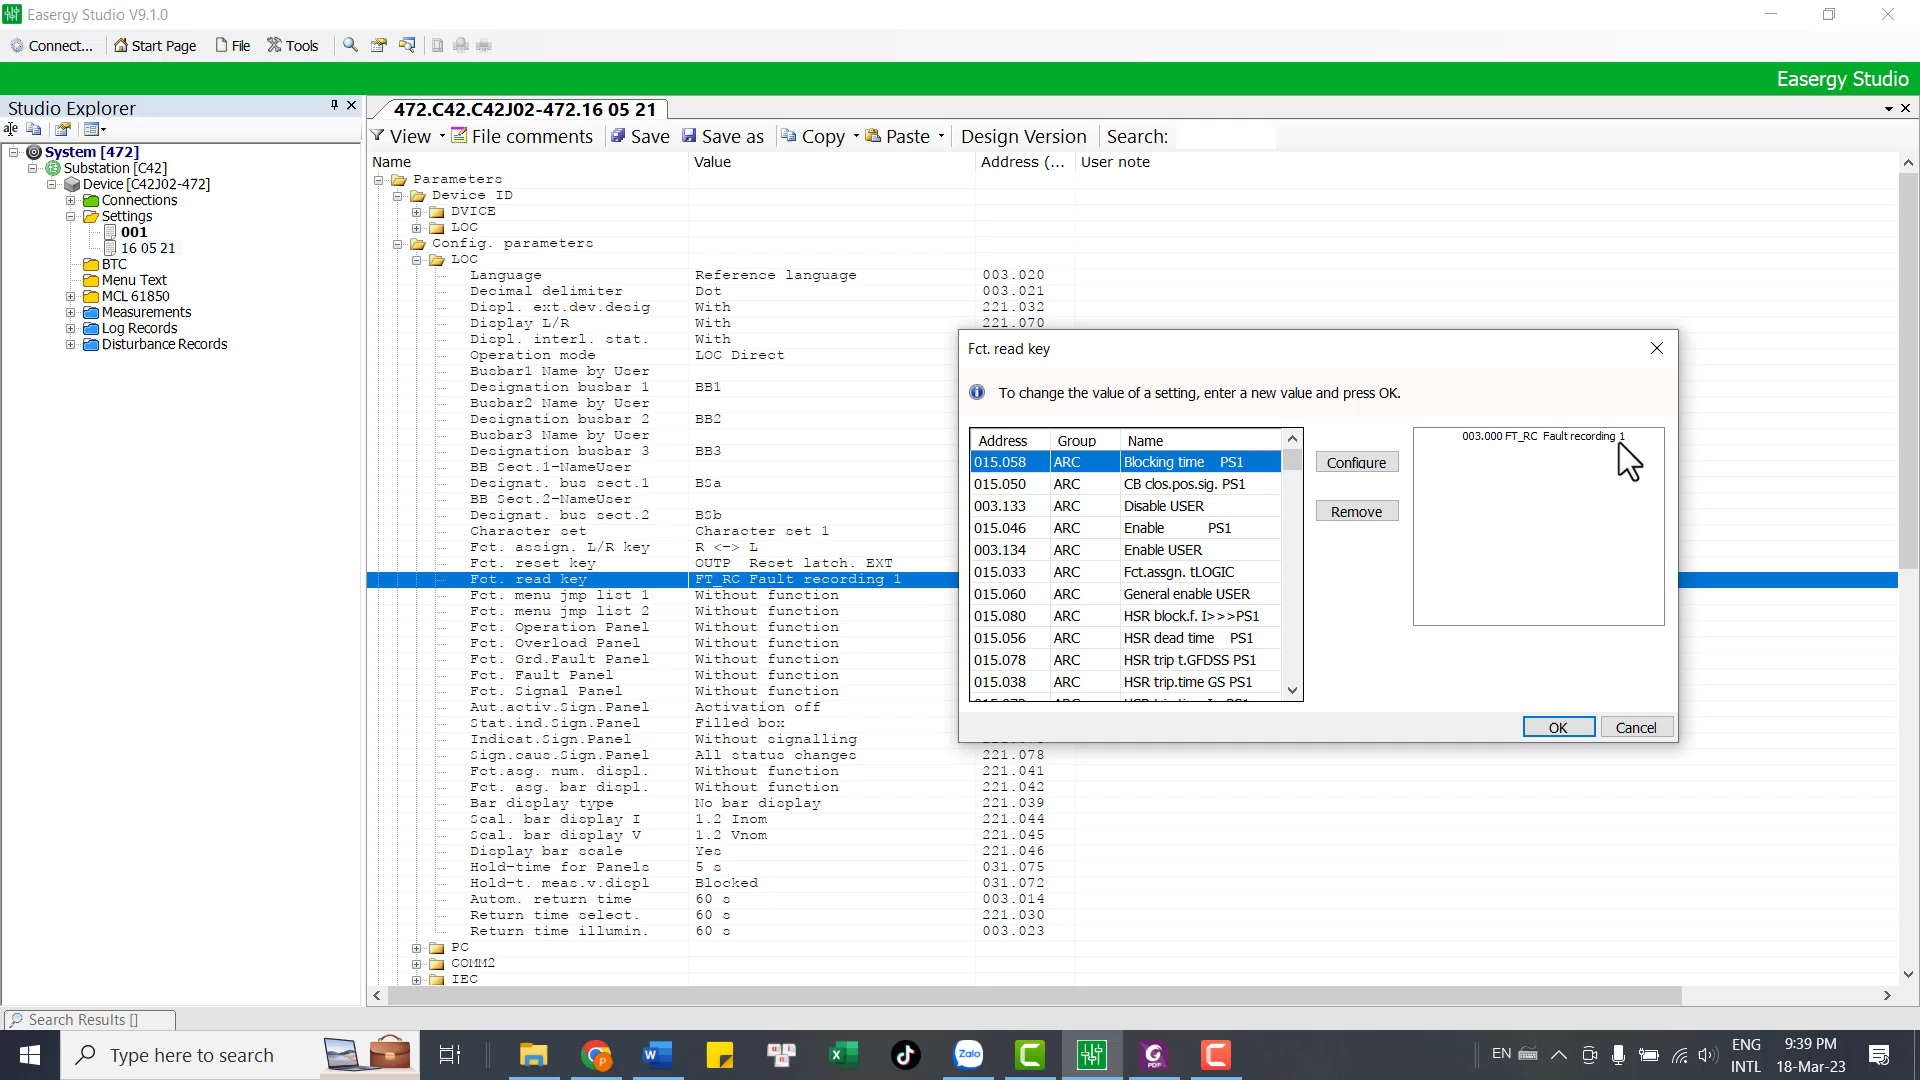 Easergy Studio V9.1.0
Connect... Start Page File Tools
Easergy Studio
Studio Explorer
System [472]
Substation [C42]
Device [C42J02-472]
Connections
Settings
001
16 05 21
BTC
Menu Text
MCL 61850
Measurements
Log Records
Disturbance Records
472.C42.C42J02-472.16 05 21
View File comments Save Save as Copy Paste Design Version Search:
Name Value Address (... User note
Parameters
Device ID
DVICE
LOC
Config. parameters
LOC
Language Reference language 003.020
Decimal delimiter Dot 003.021
Displ. ext.dev.desig With 221.032
Display L/R With 221.070
Displ. interl. stat. With
Operation mode LOC Direct
Busbar1 Name by User
Designation busbar 1 BB1
Busbar2 Name by User
Designation busbar 2 BB2
Busbar3 Name by User
Designation busbar 3 BB3
BB Sect.1-NameUser
Designat. bus sect.1 BSa
BB Sect.2-NameUser
Designat. bus sect.2 BSb
Character set Character set 1
Fct. assign. L/R key R <-> L
Fct. reset key OUTP Reset latch. EXT
Fct. read key FT_RC Fault recording 1
Fct. menu jmp list 1 Without function
Fct. menu jmp list 2 Without function
Fct. Operation Panel Without function
Fct. Overload Panel Without function
Fct. Grd.Fault Panel Without function
Fct. Fault Panel Without function
Fct. Signal Panel Without function
Aut.activ.Sign.Panel Activation off
Stat.ind.Sign.Panel Filled box
Indicat.Sign.Panel Without signalling
Sign.caus.Sign.Panel All status changes 221.078
Fct.asg. num. displ. Without function 221.041
Fct. asg. bar displ. Without function 221.042
Bar display type No bar display 221.039
Scal. bar display I 1.2 Inom 221.044
Scal. bar display V 1.2 Vnom 221.045
Display bar scale Yes 221.046
Hold-time for Panels 5 s 031.075
Hold-t. meas.v.displ Blocked 031.072
Autom. return time 60 s 003.014
Return time select. 60 s 221.030
Return time illumin. 60 s 003.023
PC
COMM2
IEC
Fct. read key
To change the value of a setting, enter a new value and press OK.
Address Group Name
015.058 ARC Blocking time PS1
015.050 ARC CB clos.pos.sig. PS1
003.133 ARC Disable USER
015.046 ARC Enable PS1
003.134 ARC Enable USER
015.033 ARC Fct.assgn. tLOGIC
015.060 ARC General enable USER
015.080 ARC HSR block.f. I>>>PS1
015.056 ARC HSR dead time PS1
015.078 ARC HSR trip t.GFDSS PS1
015.038 ARC HSR trip.time GS PS1
Configure
Remove
003.000 FT_RC Fault recording 1
OK Cancel
Search Results []
Type here to search
Zalo
PDF
EN
ENG
INTL
9:39 PM
18-Mar-23